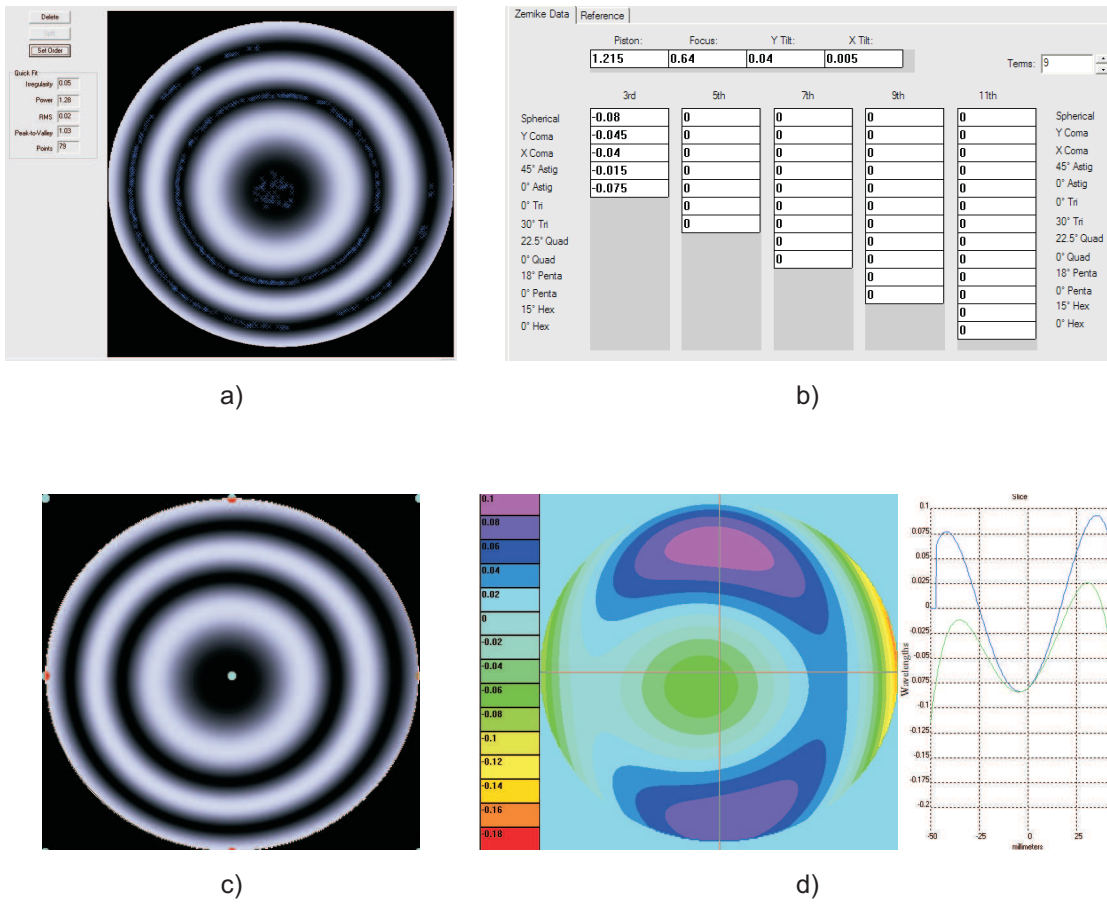 Delete
Split
Set Order
Quick Fit
Irregularity 0.05
Power 1.28
RMS 0.02
Peak-to-Valley 1.03
Points 79
a)
Zernike Data Reference
Piston: Focus: Y Tilt: X Tilt:
1.215 0.64 0.04 0.005
Terms: 9
3rd 5th 7th 9th 11th
Spherical -0.08 0 0 0 0 Spherical
Y Coma -0.045 0 0 0 0 Y Coma
X Coma -0.04 0 0 0 0 X Coma
45° Astig -0.015 0 0 0 0 45° Astig
0° Astig -0.075 0 0 0 0 0° Astig
0° Tri 0 0 0 0 0° Tri
30° Tri 0 0 0 0 30° Tri
22.5° Quad 0 0 0 22.5° Quad
0° Quad 0 0 0 0° Quad
18° Penta 0 0 18° Penta
0° Penta 0 0 0° Penta
15° Hex 0 15° Hex
0° Hex 0 0° Hex
b)
c)
0.1
0.08
0.06
0.04
0.02
0
-0.02
-0.04
-0.06
-0.08
-0.1
-0.12
-0.14
-0.16
-0.18
Slice
0.1
0.075
0.05
0.025
0
-0.025
-0.05
-0.075
-0.1
-0.125
-0.15
-0.175
-0.2
Wavelengths
-50 -25 0 25
millimeters
d)